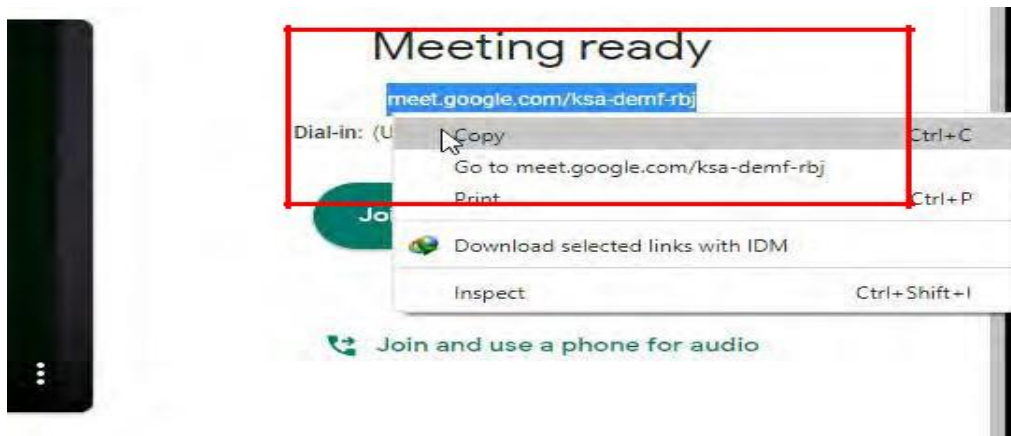 Meeting ready
meet.google.com/ksa-demf-rbj
Dial-in: (U
Copy Ctrl+C
Go to meet.google.com/ksa-demf-rbj
Print Ctrl+P
Joi
Download selected links with IDM
Inspect Ctrl+Shift+I
Join and use a phone for audio